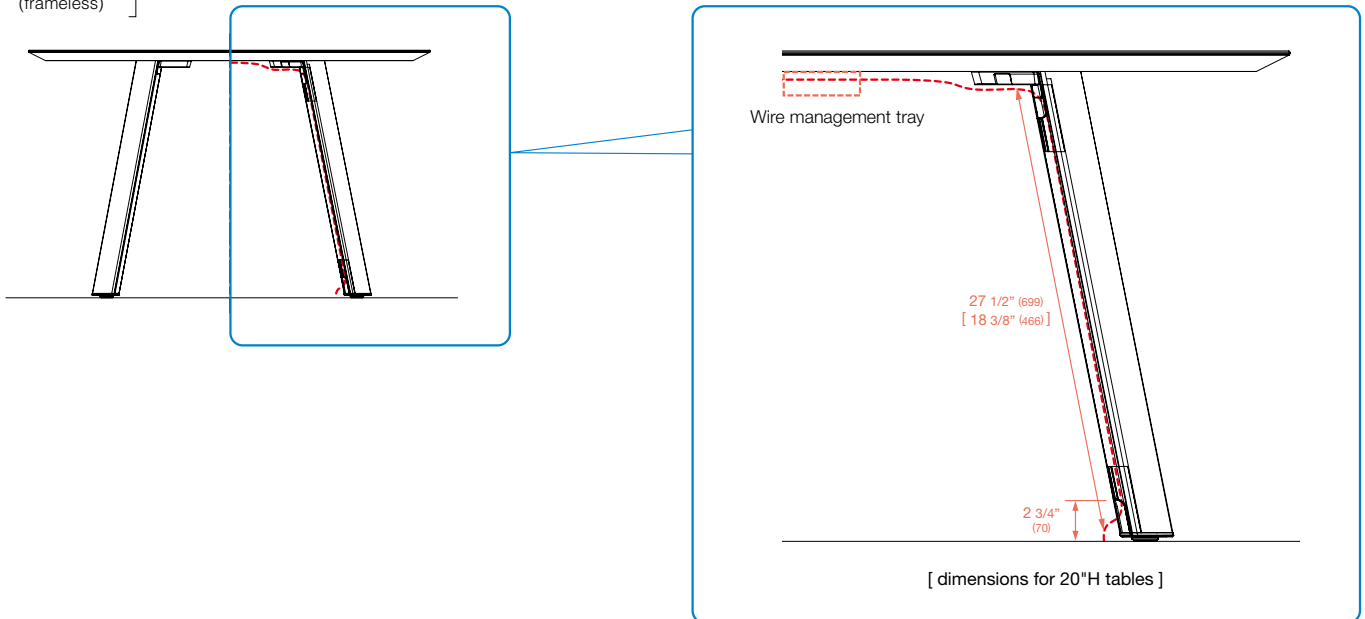 (frameless)
Wire management tray
27 1/2” (699)
[ 18 3/8” (466) ]
2 3/4”
(70)
[ dimensions for 20"H tables ]